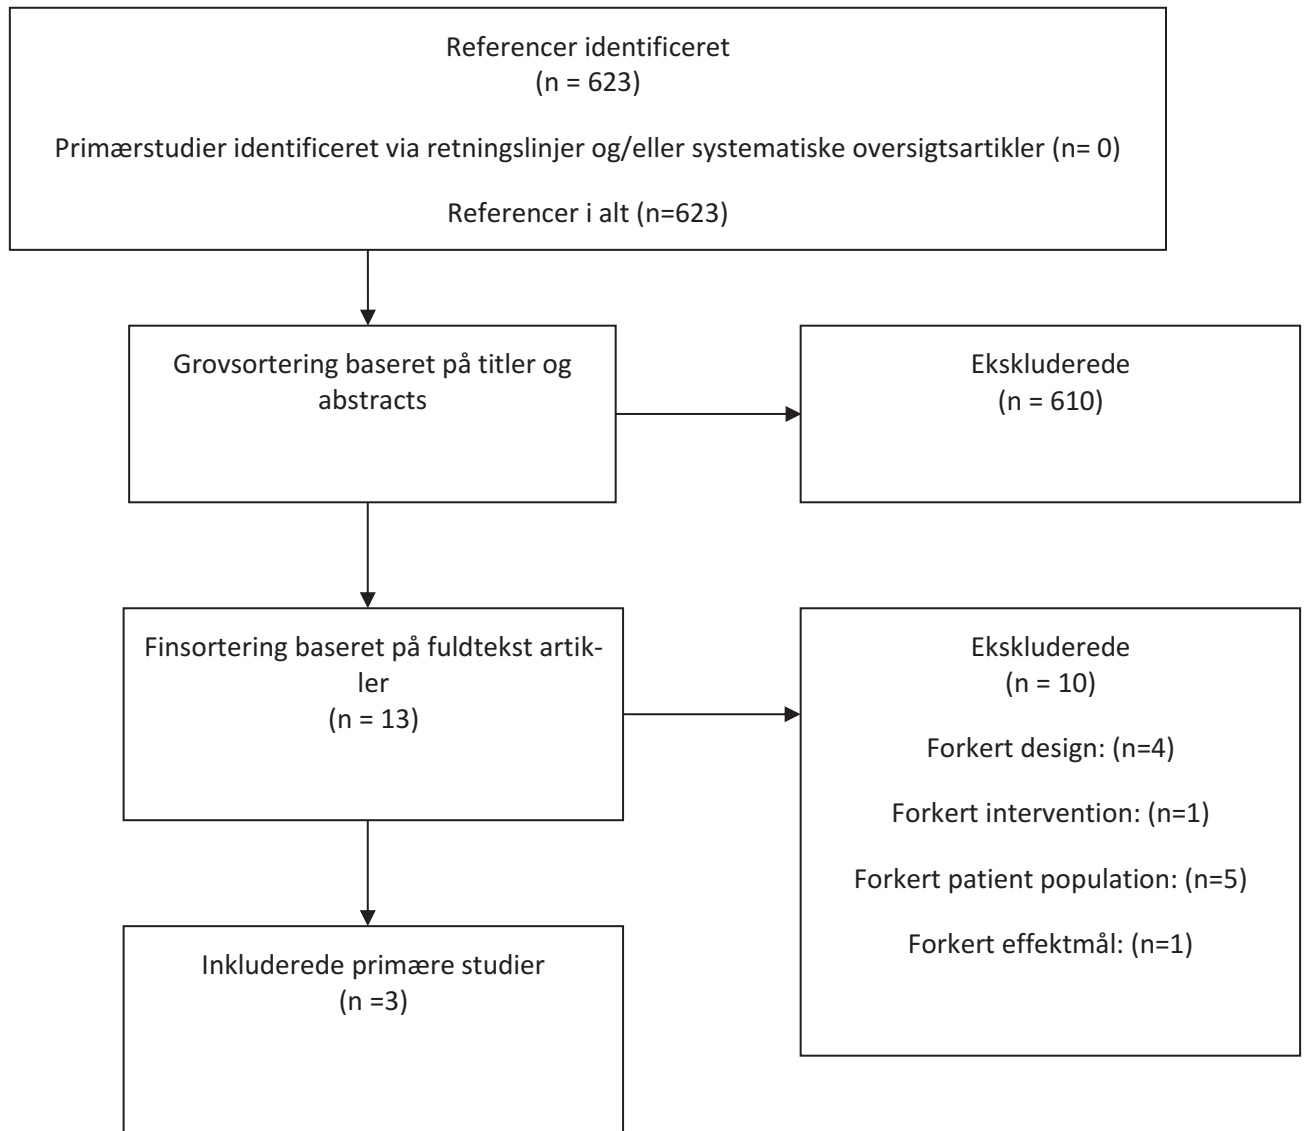 Referencer identificeret
(n = 623)
Primærstudier identificeret via retningslinjer og/eller systematiske oversigtsartikler (n= 0)
Referencer i alt (n=623)
Grovsortering baseret på titler og
abstracts
Ekskluderede
(n = 610)
Finsortering baseret på fuldtekst artik-
ler
(n = 13)
Ekskluderede
(n = 10)
Forkert design: (n=4)
Forkert intervention: (n=1)
Forkert patient population: (n=5)
Forkert effektmål: (n=1)
Inkluderede primære studier
(n =3)